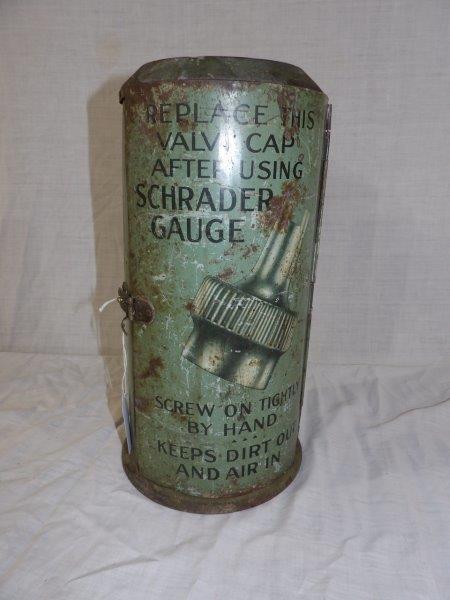 REPLACE THIS
VALVE CAP
AFTER USING
SCHRADER
GAUGE
SCREW ON TIGHTLY
BY HAND
KEEPS DIRT OUT
AND AIR IN